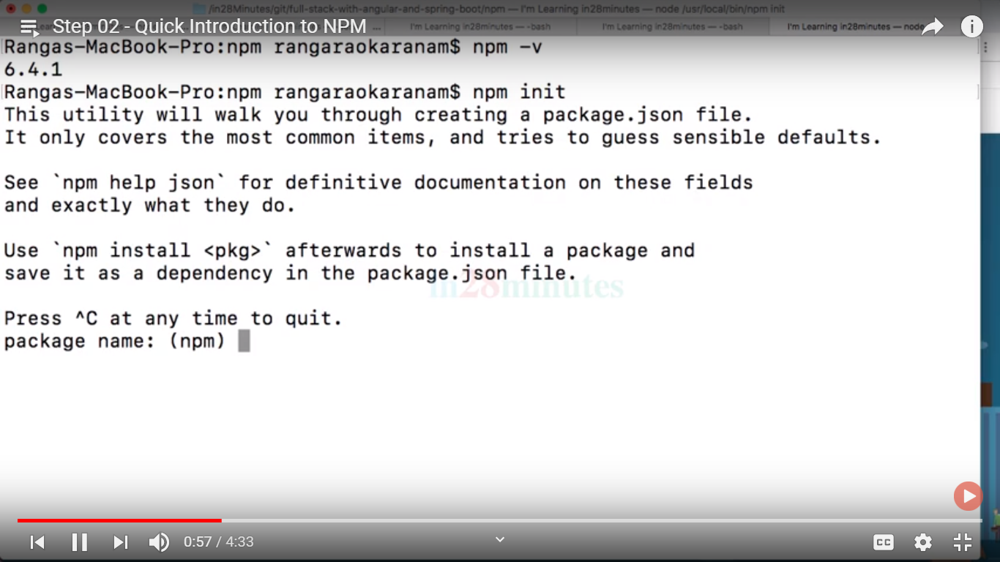 /in28Minutes/git/full-stack-with-angular-and-spring-boot/npm — I'm Learning in28minutes — node /usr/local/bin/npm init
Step 02 - Quick Introduction to NPM
I'm Learning in28minutes — -bash
I'm Learning in28minutes — -bash
I'm Learning in28minutes — node
Rangas-MacBook-Pro:npm rangaraokaranam$ npm -v
6.4.1
Rangas-MacBook-Pro:npm rangaraokaranam$ npm init
This utility will walk you through creating a package.json file.
It only covers the most common items, and tries to guess sensible defaults.
See `npm help json` for definitive documentation on these fields
and exactly what they do.
Use `npm install <pkg>` afterwards to install a package and
save it as a dependency in the package.json file.
in28minutes
Press ^C at any time to quit.
package name: (npm)
0:57 / 4:33
CC